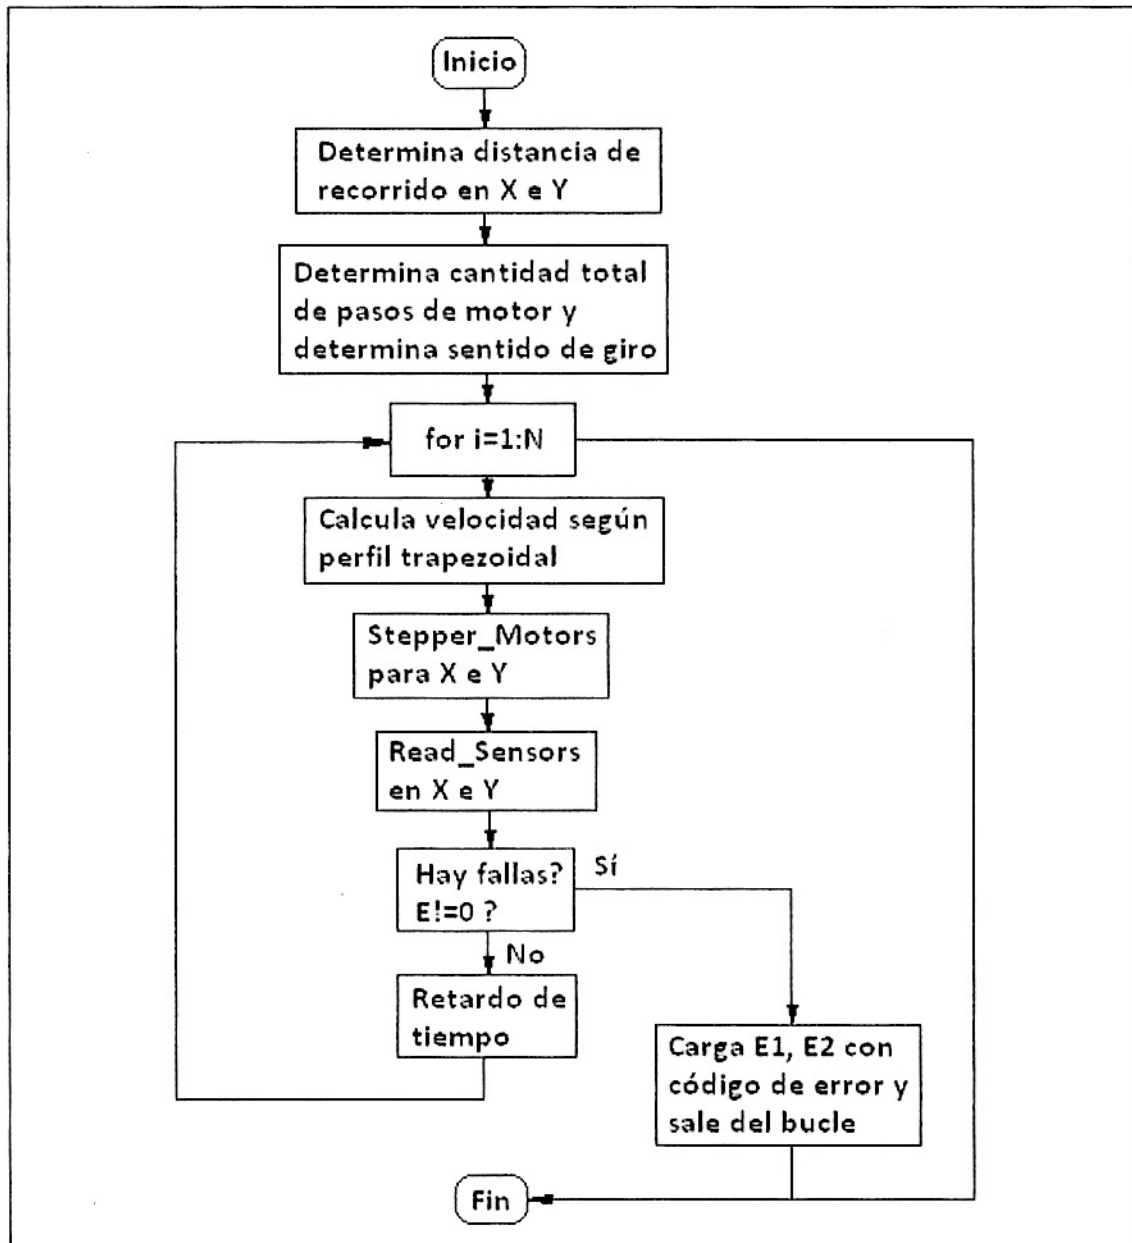 Inicio
Determina distancia de
recorrido en X e Y
Determina cantidad total
de pasos de motor y
determina sentido de giro
for i=1:N
Calcula velocidad según
perfil trapezoidal
Stepper_Motors
para X e Y
Read_Sensors
en X e Y
Hay fallas?
E!=0 ?
Sí
No
Retardo de
tiempo
Carga E1, E2 con
código de error y
sale del bucle
Fin